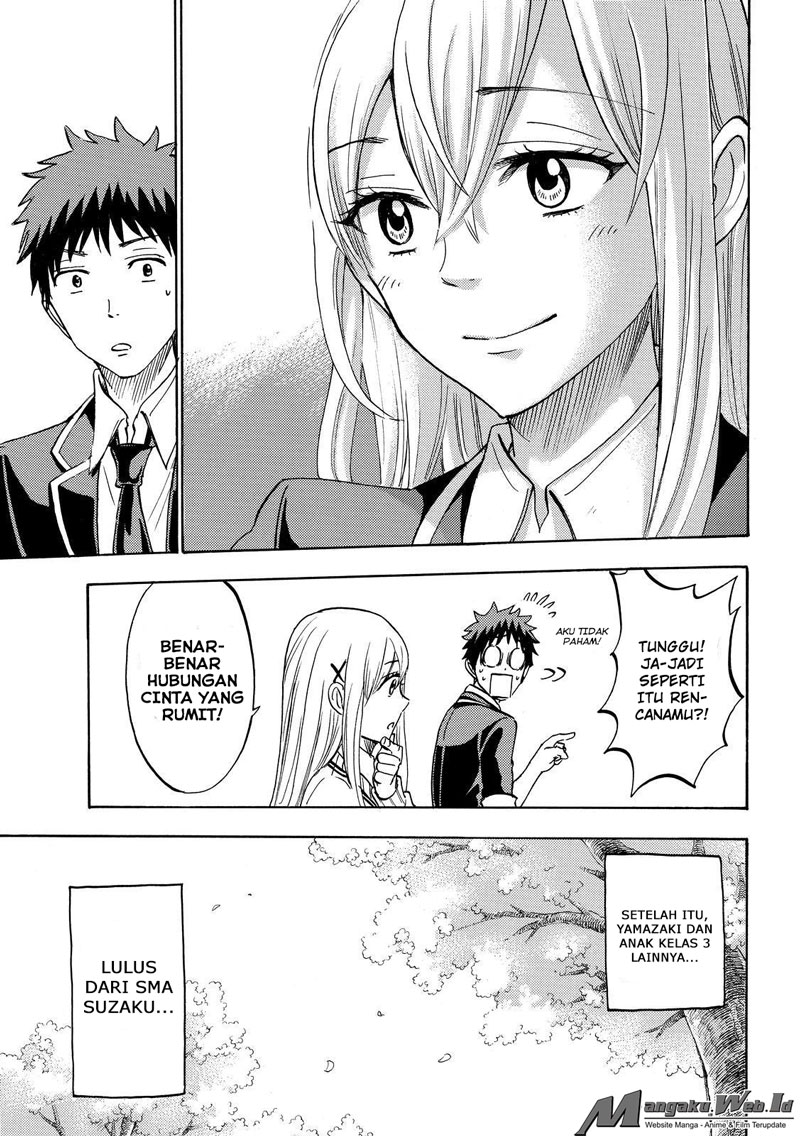 TUNGGU!
JA-JADI
SEPERTI
ITU REN-
CANAMU?!
AKU TIDAK
PAHAM!
BENAR-
BENAR
HUBUNGAN
CINTA YANG
RUMIT!
SETELAH ITU,
YAMAZAKI DAN
ANAK KELAS 3
LAINNYA...
LULUS
DARI SMA
SUZAKU...
Mangaku.Web.Id
Website Manga - Anime & Film Terupdate